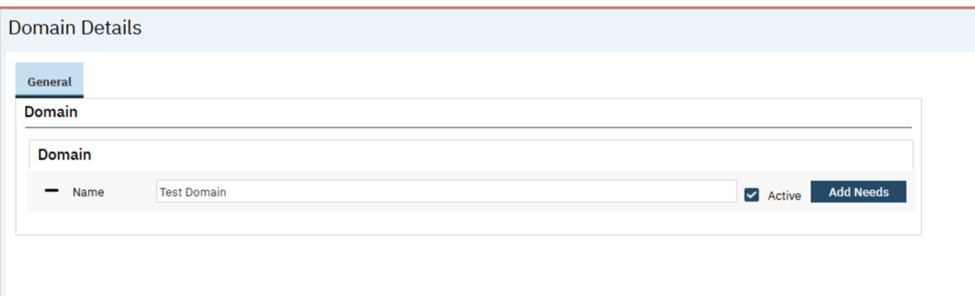 Domain Details
General
Domain
Domain
Name Test Domain Active Add Needs